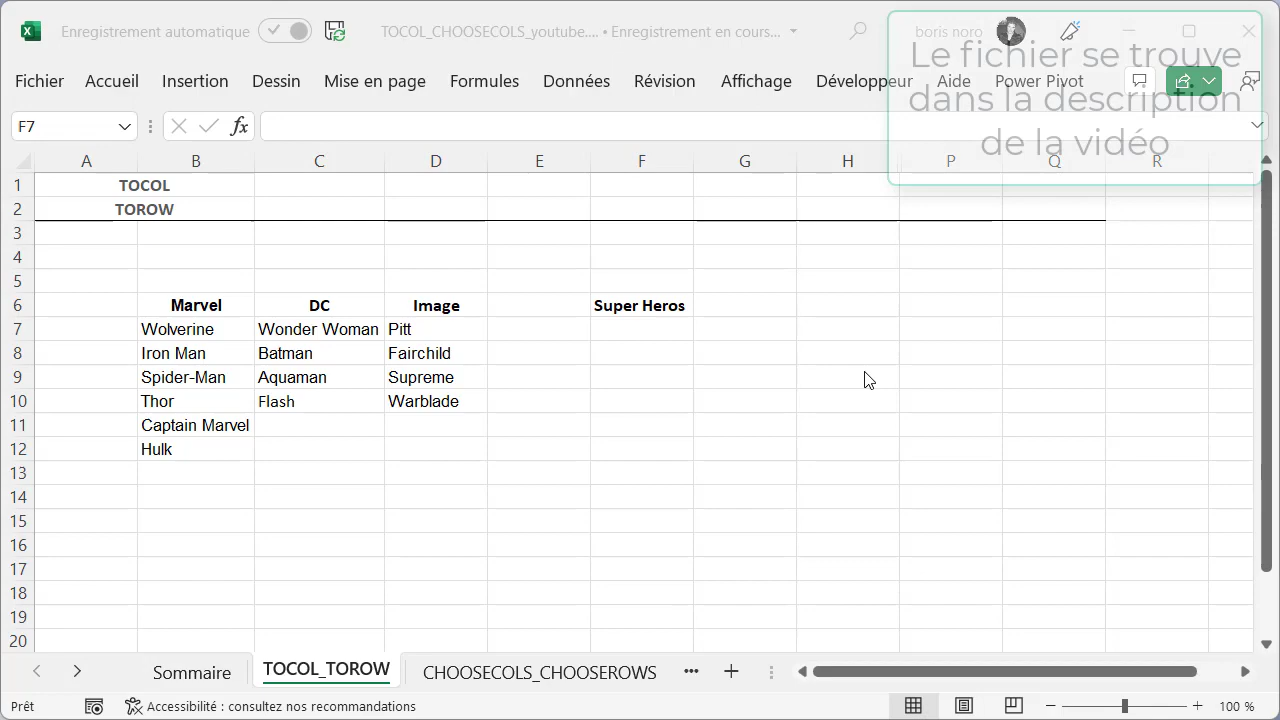 Enregistrement automatique
TOCOL_CHOOSECOLS_youtube.... • Enregistrement en cours...
boris noro
Le fichier se trouve
dans la description
de la vidéo
Fichier Accueil Insertion Dessin Mise en page Formules Données Révision Affichage Développeur Aide Power Pivot
F7 fx
A B C D E F G H P Q R
1 TOCOL
2 TOROW
3
4
5
6 Marvel DC Image Super Heros
7 Wolverine Wonder Woman Pitt
8 Iron Man Batman Fairchild
9 Spider-Man Aquaman Supreme
10 Thor Flash Warblade
11 Captain Marvel
12 Hulk
13
14
15
16
17
18
19
20
Sommaire TOCOL_TOROW CHOOSECOLS_CHOOSEROWS
Prêt Accessibilité : consultez nos recommandations 100 %